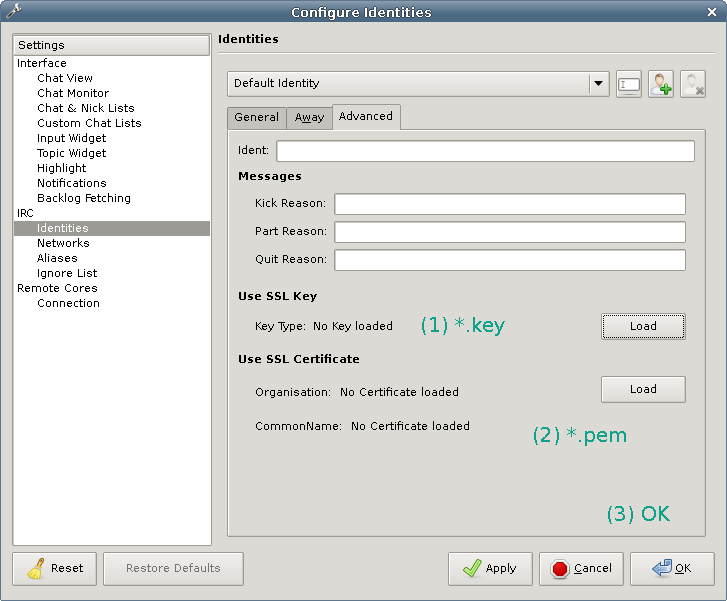 Configure Identities
Settings
Interface
Chat View
Chat Monitor
Chat & Nick Lists
Custom Chat Lists
Input Widget
Topic Widget
Highlight
Notifications
Backlog Fetching
IRC
Identities
Networks
Aliases
Ignore List
Remote Cores
Connection
Identities
Default Identity
General Away Advanced
Ident:
Messages
Kick Reason:
Part Reason:
Quit Reason:
Use SSL Key
Key Type: No Key loaded (1) *.key Load
Use SSL Certificate
Organisation: No Certificate loaded Load
CommonName: No Certificate loaded
(2) *.pem
(3) OK
Reset Restore Defaults Apply Cancel OK